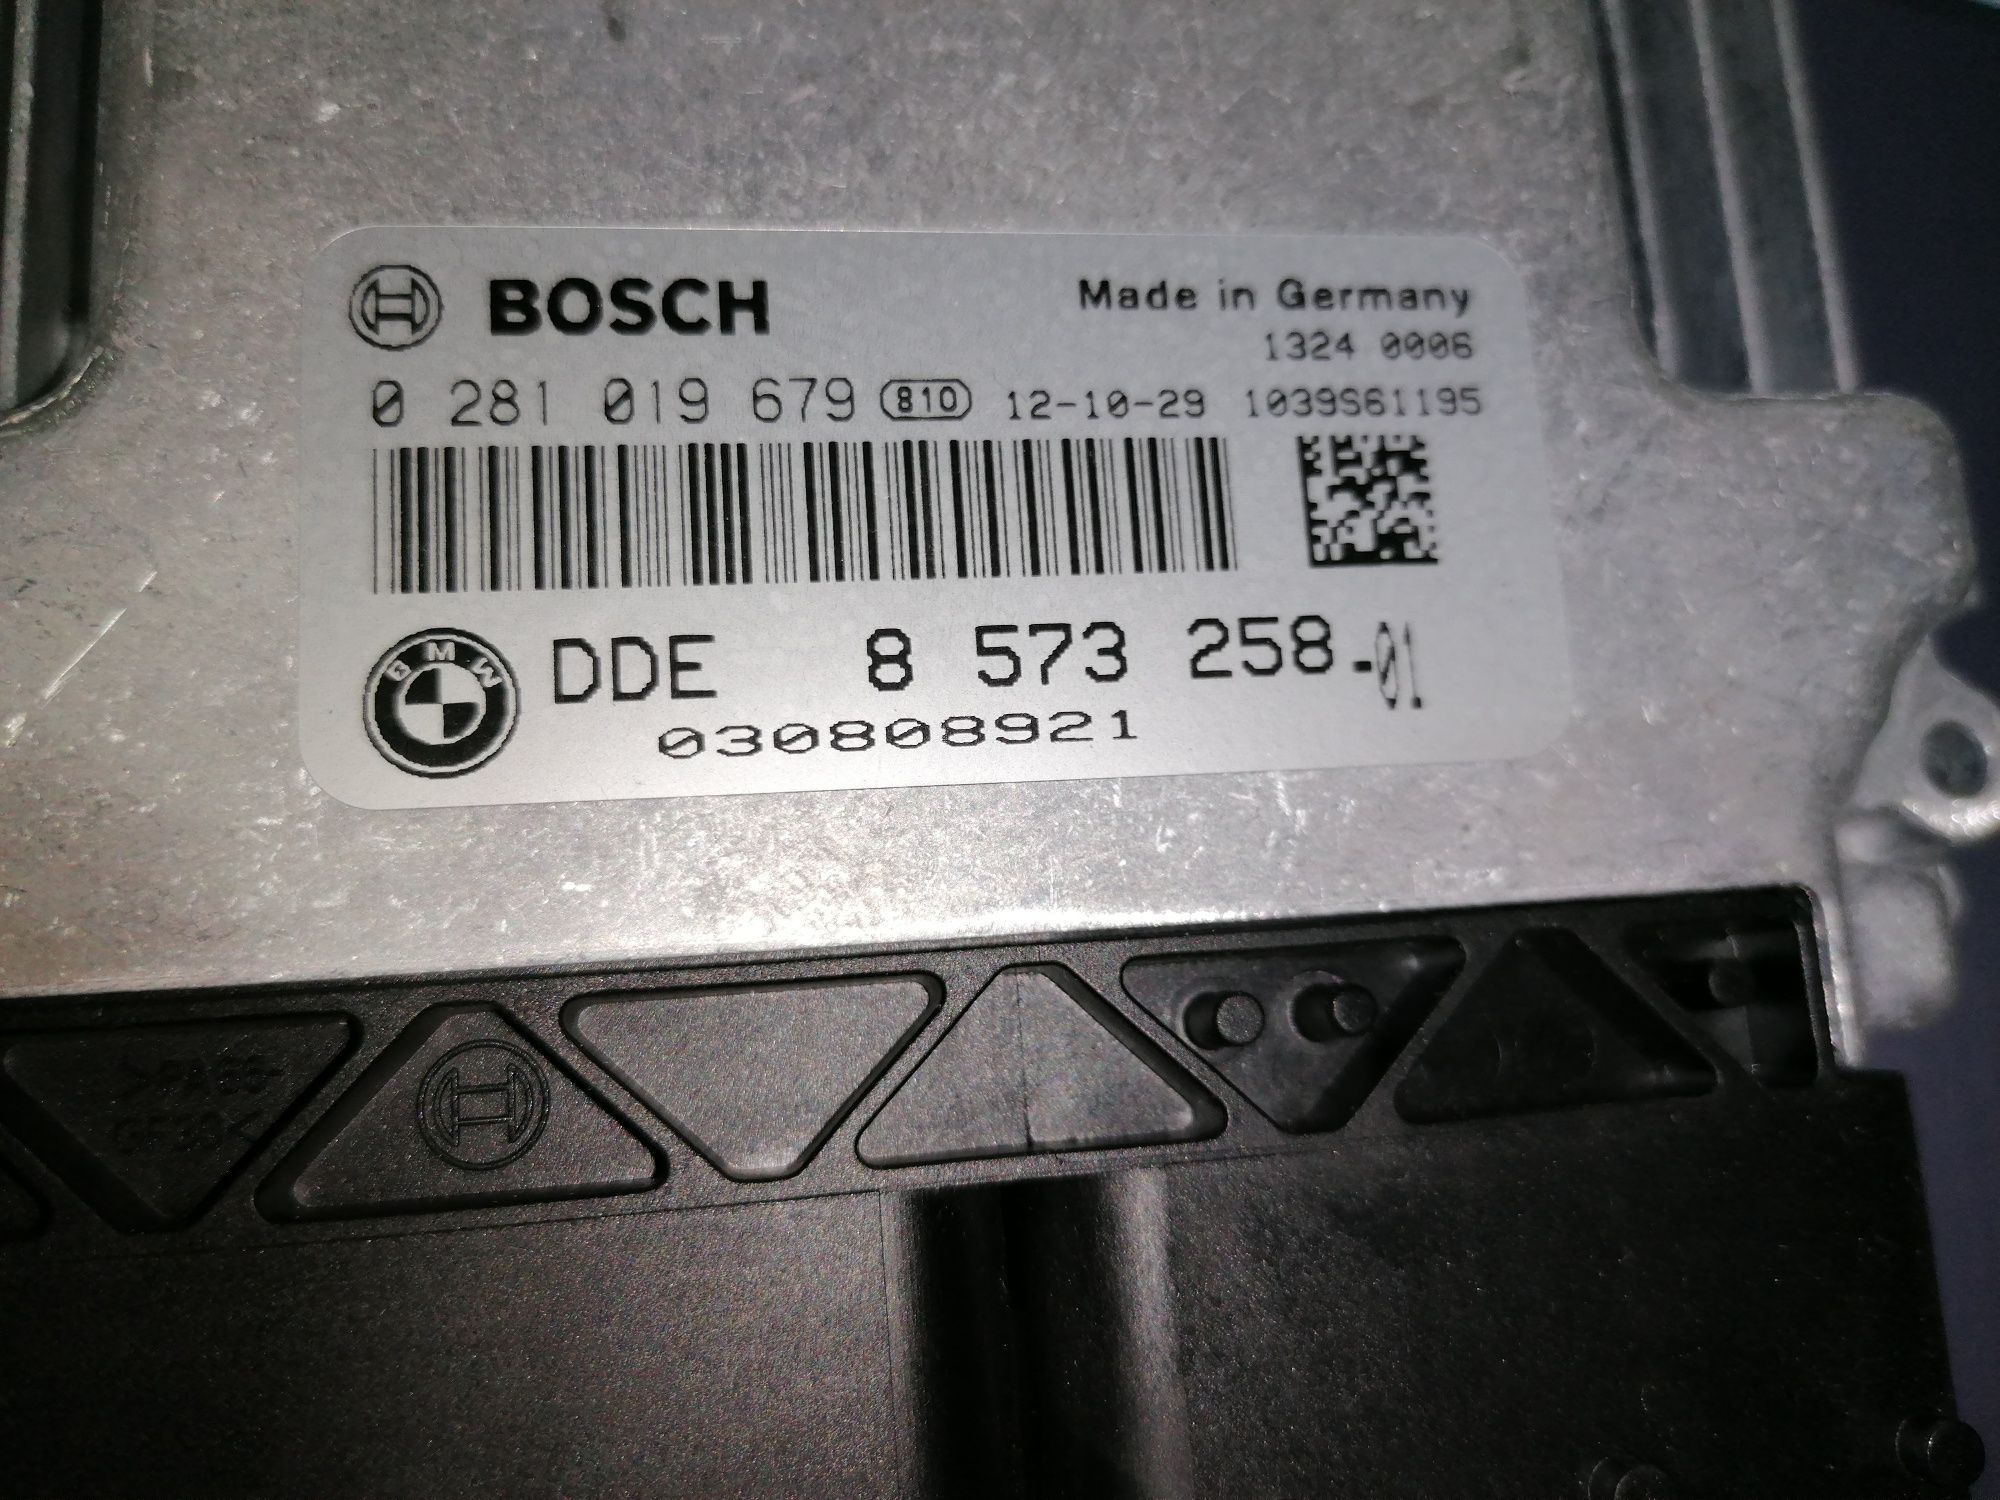 BOSCH
Made in Germany
1324 0006
0 281 019 679 810 12-10-29 1039S61195
BMW
DDE 8 573 258-01
030808921